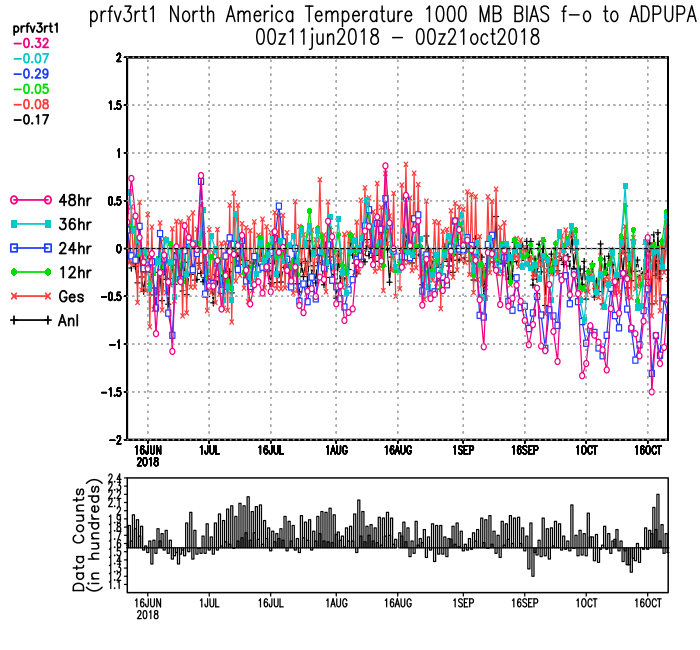 prfv3rt1 North America Temperature 1000 MB BIAS f-o to ADPUPA
00z11jun2018 - 00z21oct2018
prfv3rt1
-0.32
-0.07
-0.29
-0.05
-0.08
-0.17
48hr
36hr
24hr
12hr
Ges
Anl
2
1.5
1
0.5
0
-0.5
-1
-1.5
-2
16JUN 1JUL 16JUL 1AUG 16AUG 1SEP 16SEP 1OCT 16OCT
2018
Data Counts
(in hundreds)
2.4
2.3
2.2
2.1
2
1.9
1.8
1.7
1.6
1.5
1.4
1.3
1.2
1.1
16JUN 1JUL 16JUL 1AUG 16AUG 1SEP 16SEP 1OCT 16OCT
2018